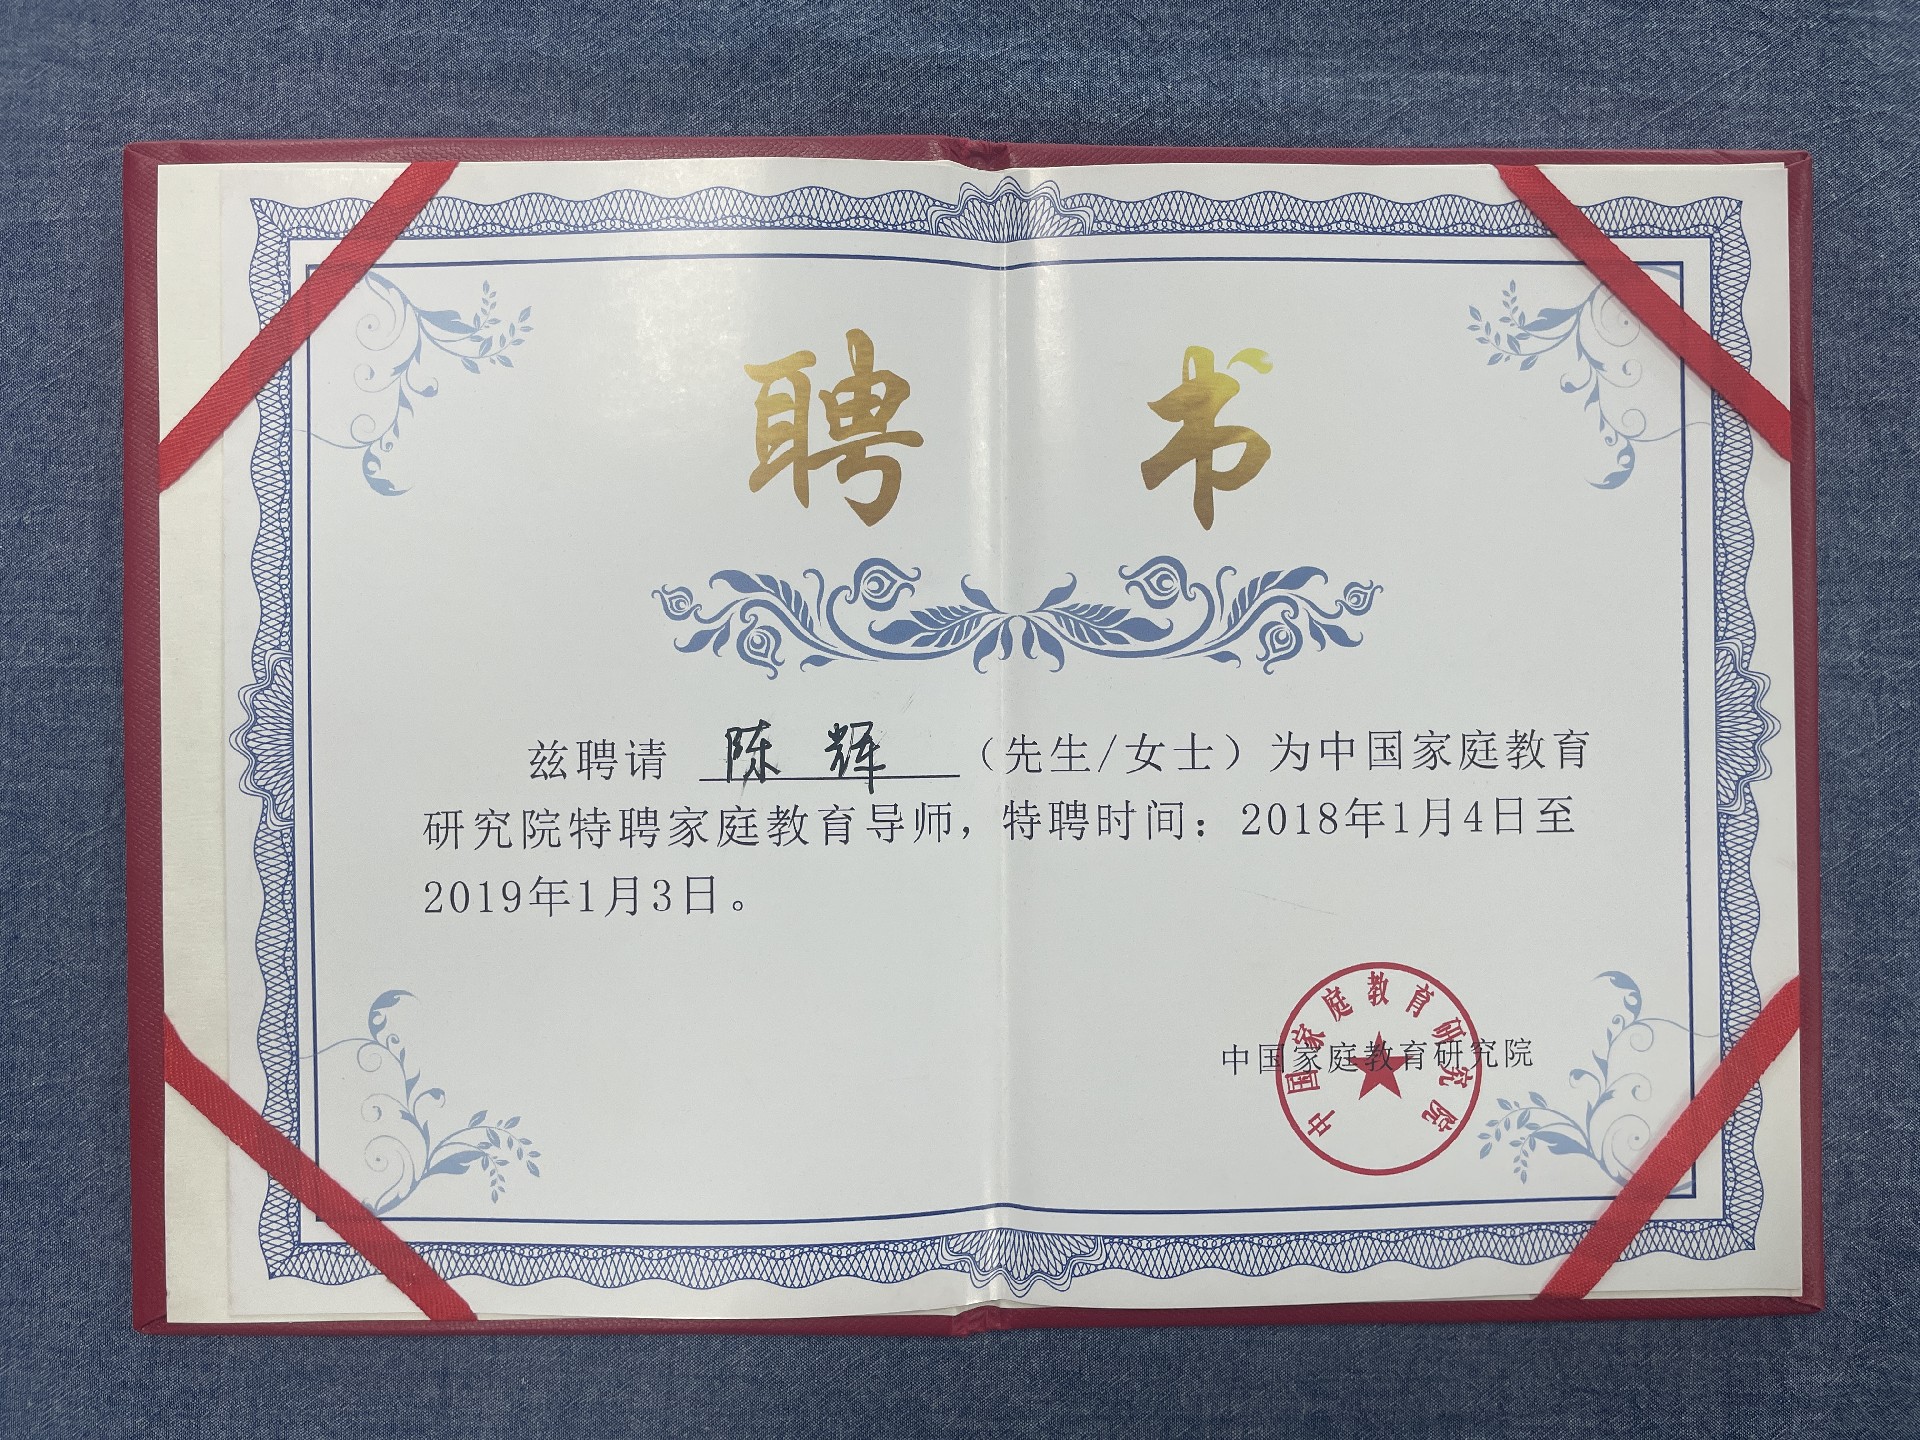 聘 书
兹聘请 陈辉 （先生/女士）为中国家庭教育
研究院特聘家庭教育导师，特聘时间：2018年1月4日至
2019年1月3日。
中国家庭教育研究院
中国家庭教育研究院